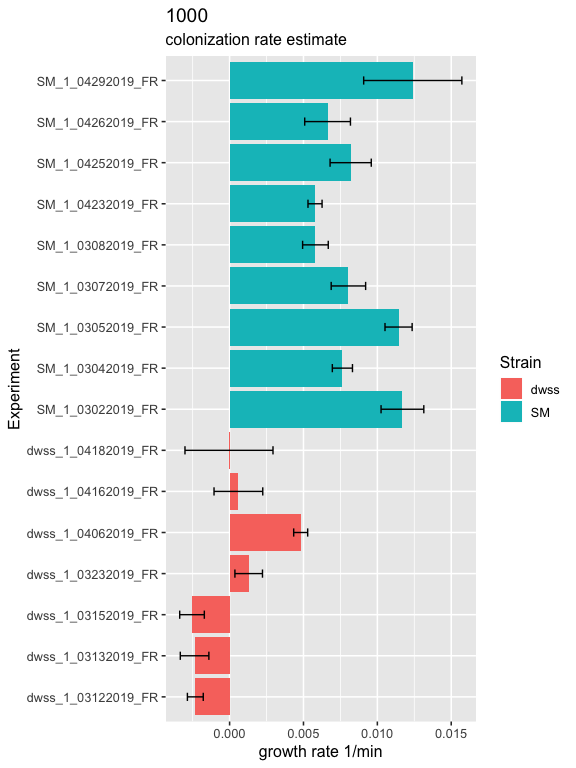 1000
colonization rate estimate
SM_1_04292019_FR
SM_1_04262019_FR
SM_1_04252019_FR
SM_1_04232019_FR
SM_1_03082019_FR
SM_1_03072019_FR
SM_1_03052019_FR
SM_1_03042019_FR
SM_1_03022019_FR
dwss_1_04182019_FR
dwss_1_04162019_FR
dwss_1_04062019_FR
dwss_1_03232019_FR
dwss_1_03152019_FR
dwss_1_03132019_FR
dwss_1_03122019_FR
Experiment
0.000 0.005 0.010 0.015
growth rate 1/min
Strain
dwss
SM